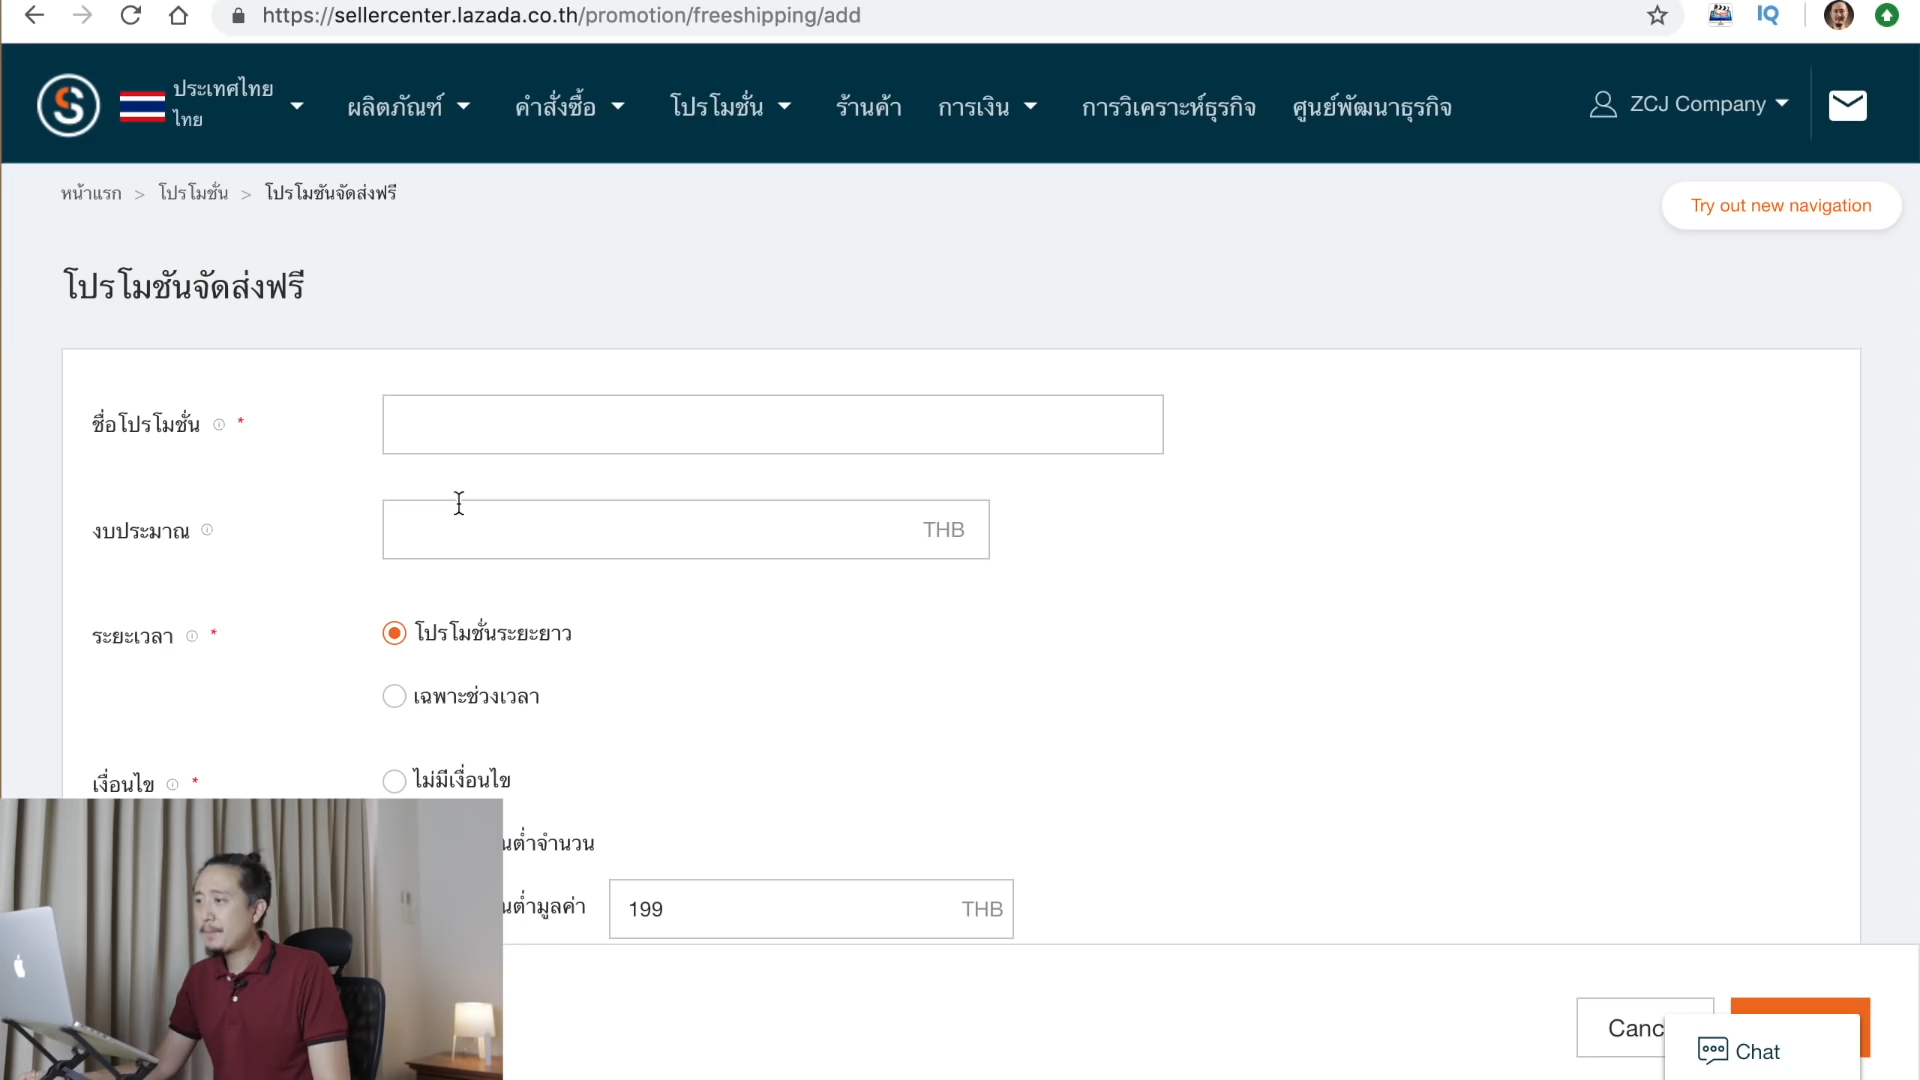 https://sellercenter.lazada.co.th/promotion/freeshipping/add
IQ
ประเทศไทย
ไทย
ผลิตภัณฑ์
คำสั่งซื้อ
โปรโมชั่น
ร้านค้า
การเงิน
การวิเคราะห์ธุรกิจ
ศูนย์พัฒนาธุรกิจ
ZCJ Company
หน้าแรก > โปรโมชั่น > โปรโมชันจัดส่งฟรี
Try out new navigation
โปรโมชันจัดส่งฟรี
ชื่อโปรโมชั่น *
งบประมาณ
THB
ระยะเวลา *
โปรโมชั่นระยะยาว
เฉพาะช่วงเวลา
เงื่อนไข *
ไม่มีเงื่อนไข
นต่ำจำนวน
นต่ำมูลค่า
199 THB
Canc
Chat